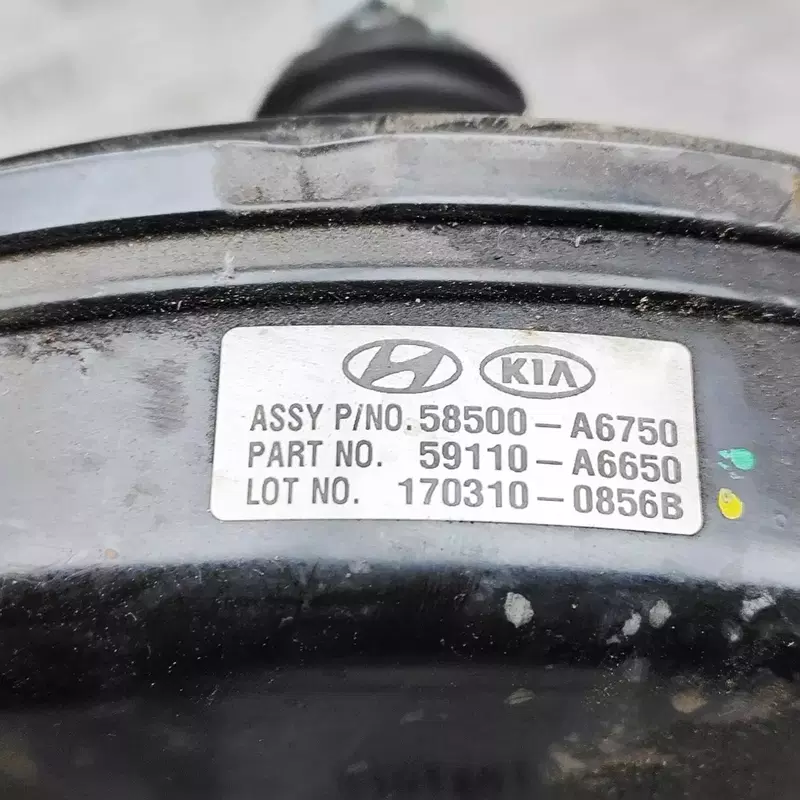 KIA
ASSY P/NO. 58500-A6750
PART NO. 59110-A6650
LOT NO. 170310-0856B